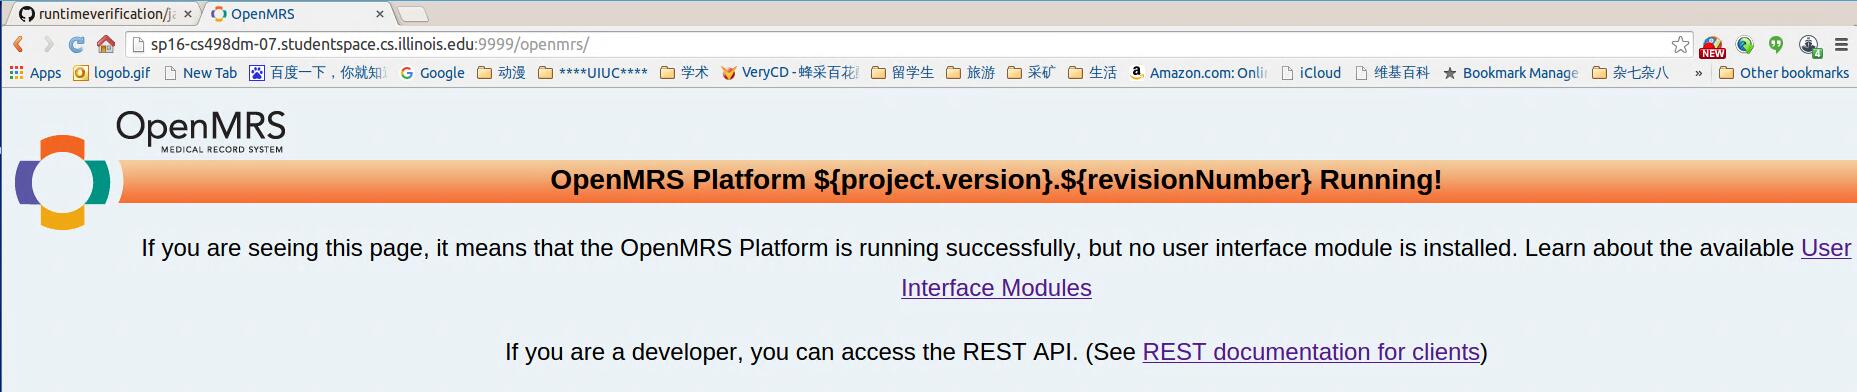 runtimeverification/ja
OpenMRS
sp16-cs498dm-07.studentspace.cs.illinois.edu:9999/openmrs/
NEW
4
Apps logob.gif New Tab 百度一下，你就知道 Google 动漫 ****UIUC**** 学术 VeryCD - 蜂采百花酿 留学生 旅游 采矿 生活 Amazon.com: Onli iCloud 维基百科 Bookmark Manage 杂七杂八 » Other bookmarks
OpenMRS
MEDICAL RECORD SYSTEM
OpenMRS Platform ${project.version}.${revisionNumber} Running!
If you are seeing this page, it means that the OpenMRS Platform is running successfully, but no user interface module is installed. Learn about the available User
Interface Modules
If you are a developer, you can access the REST API. (See REST documentation for clients)